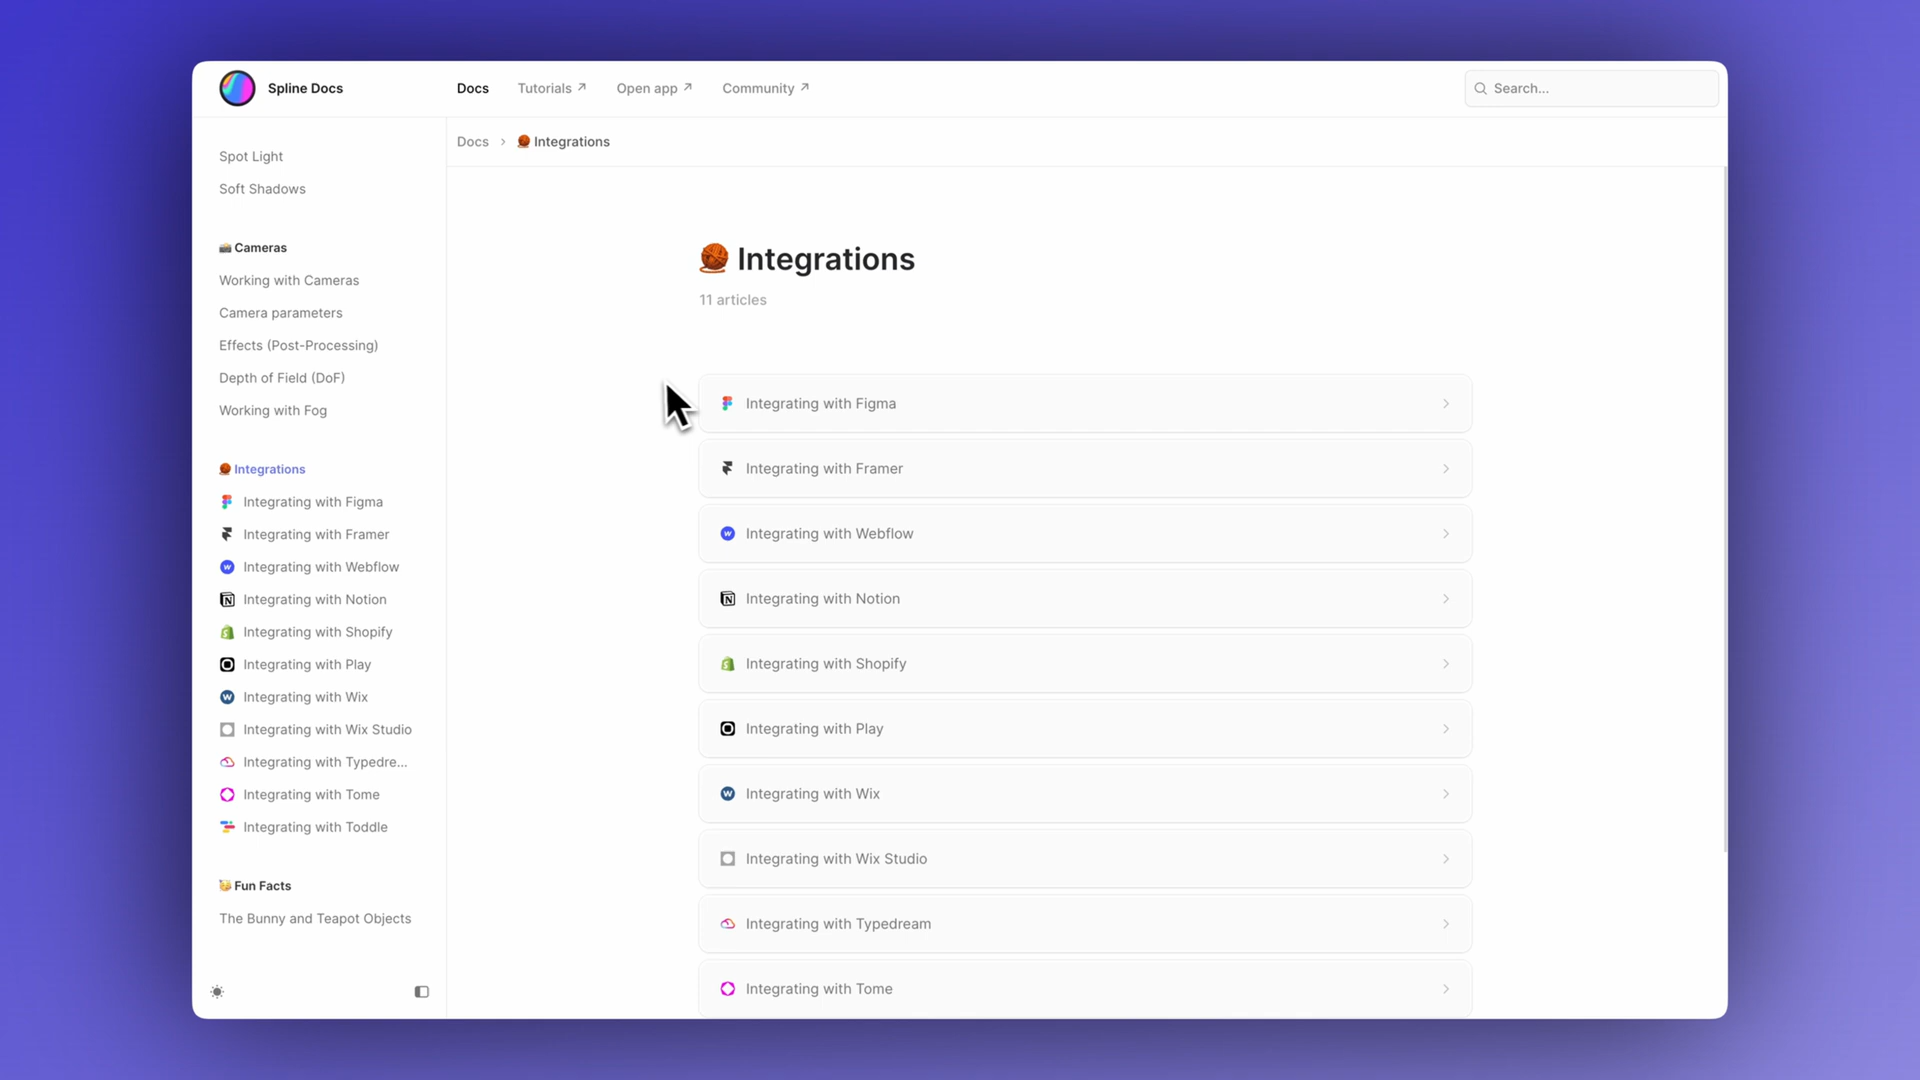 Spline Docs
Docs
Tutorials
Open app
Community
Search...
Docs › Integrations
Spot Light
Soft Shadows
Cameras
Working with Cameras
Camera parameters
Effects (Post-Processing)
Depth of Field (DoF)
Working with Fog
Integrations
Integrating with Figma
Integrating with Framer
Integrating with Webflow
Integrating with Notion
Integrating with Shopify
Integrating with Play
Integrating with Wix
Integrating with Wix Studio
Integrating with Typedre...
Integrating with Tome
Integrating with Toddle
Fun Facts
The Bunny and Teapot Objects
Integrations
11 articles
Integrating with Figma
Integrating with Framer
Integrating with Webflow
Integrating with Notion
Integrating with Shopify
Integrating with Play
Integrating with Wix
Integrating with Wix Studio
Integrating with Typedream
Integrating with Tome